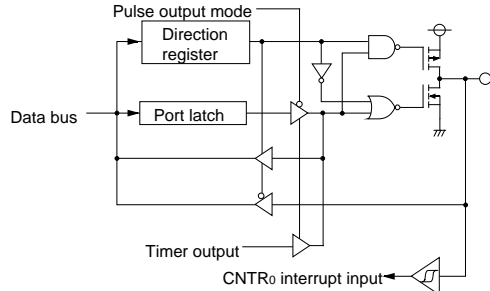 Pulse output mode
Direction
register
Port latch
Data bus
Timer output
CNTR0 interrupt input